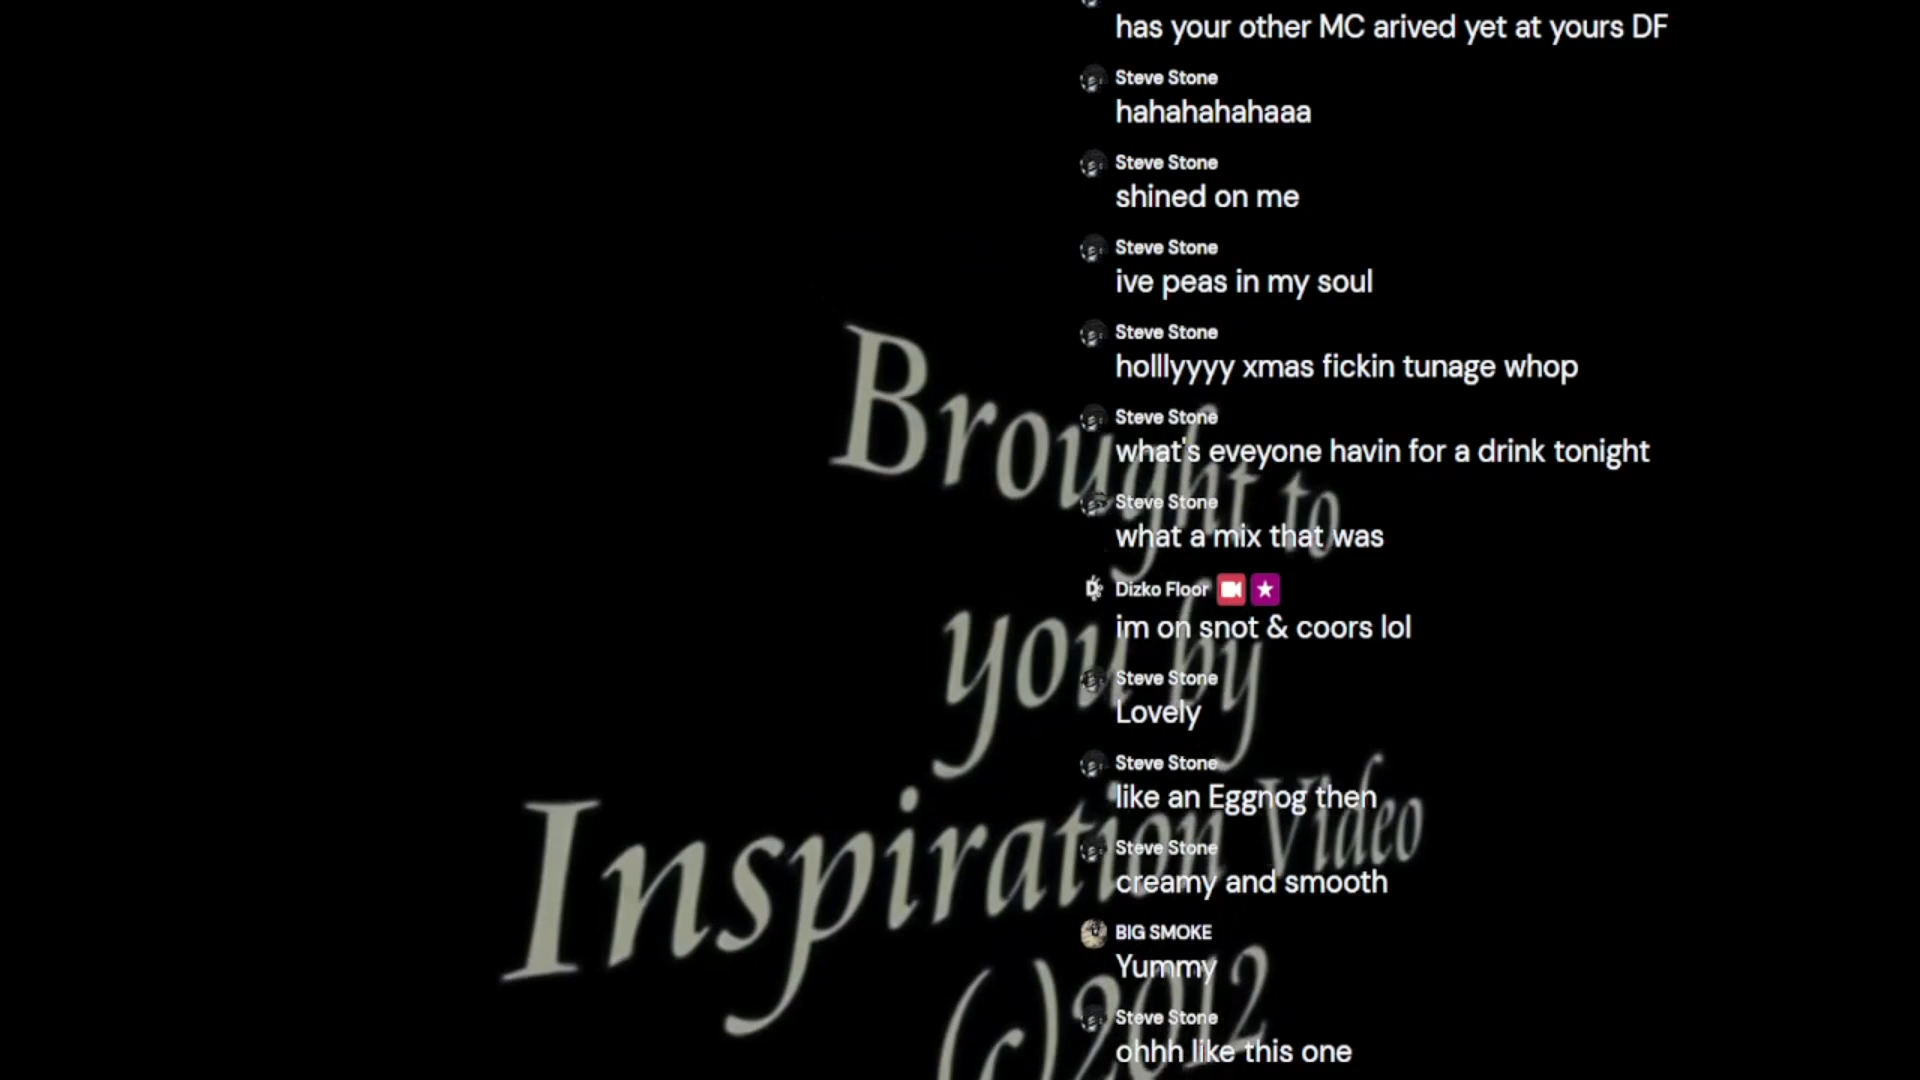 has your other MC arived yet at yours DF
Steve Stone
hahahahahaaa
Steve Stone
shined on me
Steve Stone
ive peas in my soul
Steve Stone
holllyyyy xmas fickin tunage whop
Steve Stone
what's eveyone havin for a drink tonight
Steve Stone
what a mix that was
Dizko Floor
im on snot & coors lol
Steve Stone
Lovely
Steve Stone
like an Eggnog then
Steve Stone
creamy and smooth
BIG SMOKE
Yummy
Steve Stone
ohhh like this one
Brought to
you by
Inspiration Video
(c)2012